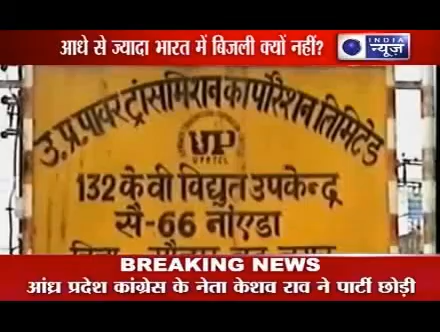 आधे से ज्यादा भारत में बिजली क्यों नहीं?
INDIA
न्यूज़
उ.प्र.पावर ट्रांसमिशन कार्पोरेशन लिमिटेड
UP
UPPTCL
132 के वी विद्युत उपकेन्द्र
सै-66 नोएडा
BREAKING NEWS
आंध्र प्रदेश कांग्रेस के नेता केशव राव ने पार्टी छोड़ी